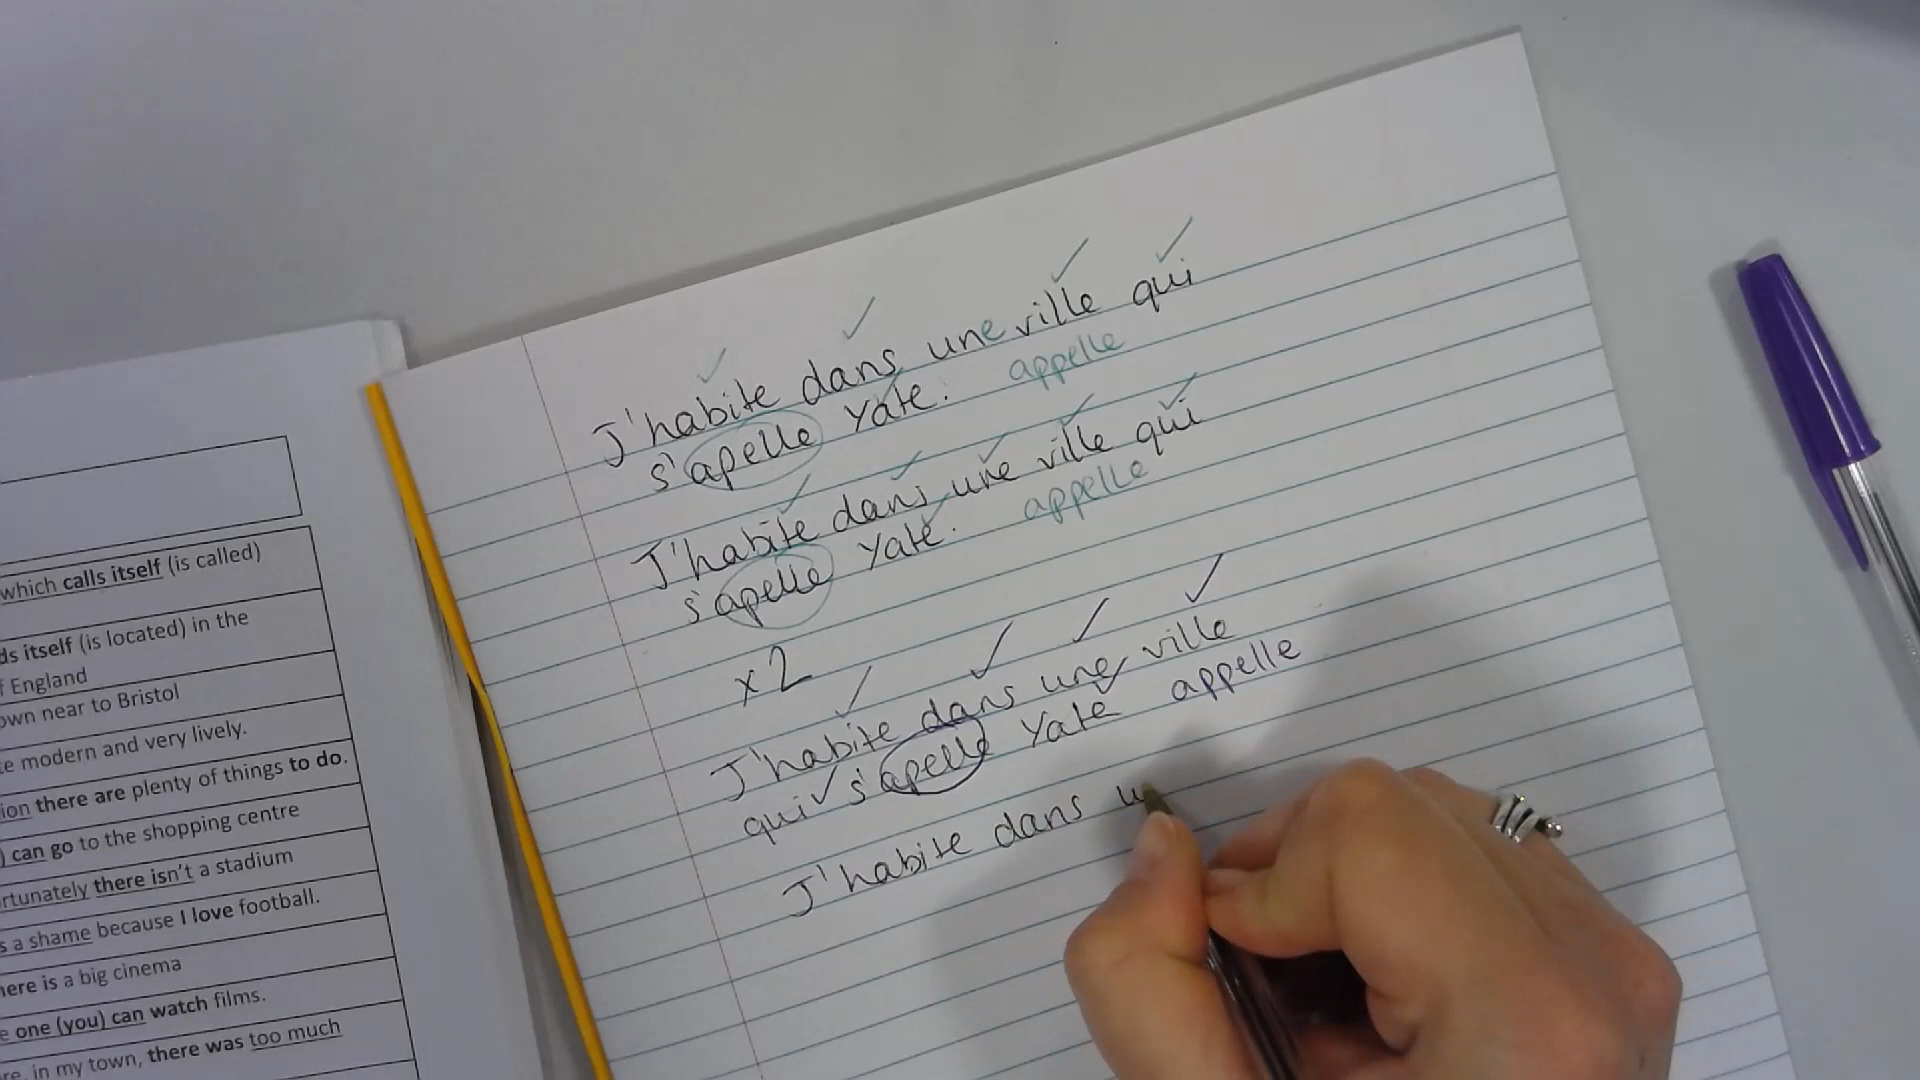 which calls itself (is called)
ds itself (is located) in the
f England
own near to Bristol
te modern and very lively.
ion there are plenty of things to do.
) can go to the shopping centre
rtunately there isn't a stadium
s a shame because I love football.
here is a big cinema
e one (you) can watch films.
re, in my town, there was too much
J'habite dans une ville qui
s'apelle Yate. appelle
J'habite dans une ville qui
s'apelle Yate. appelle
x2
J'habite dans une ville
qui s'apelle Yate appelle
J'habite dans u